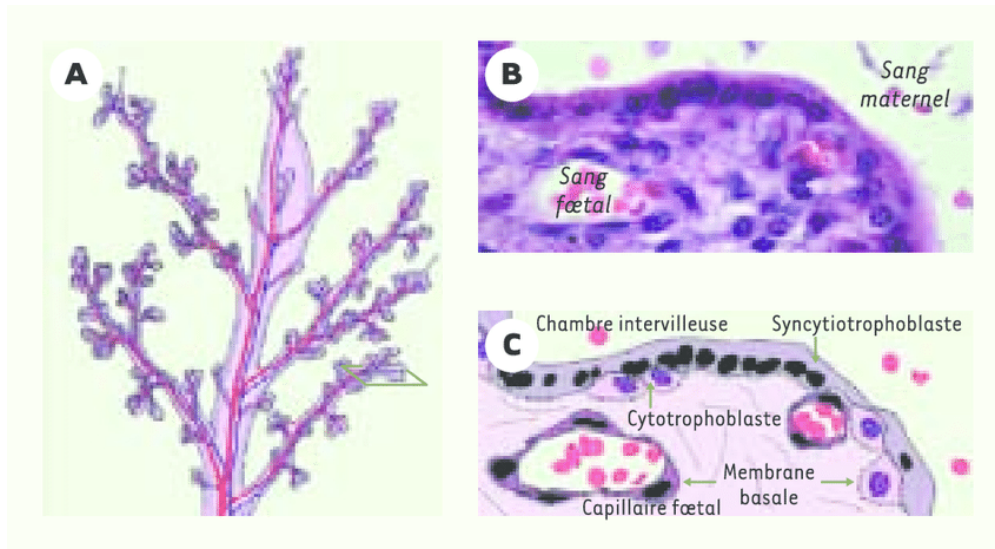 A
B
Sang
maternel
Sang
fœtal
C
Chambre intervilleuse
Syncytiotrophoblaste
Cytotrophoblaste
Membrane
basale
Capillaire fœtal